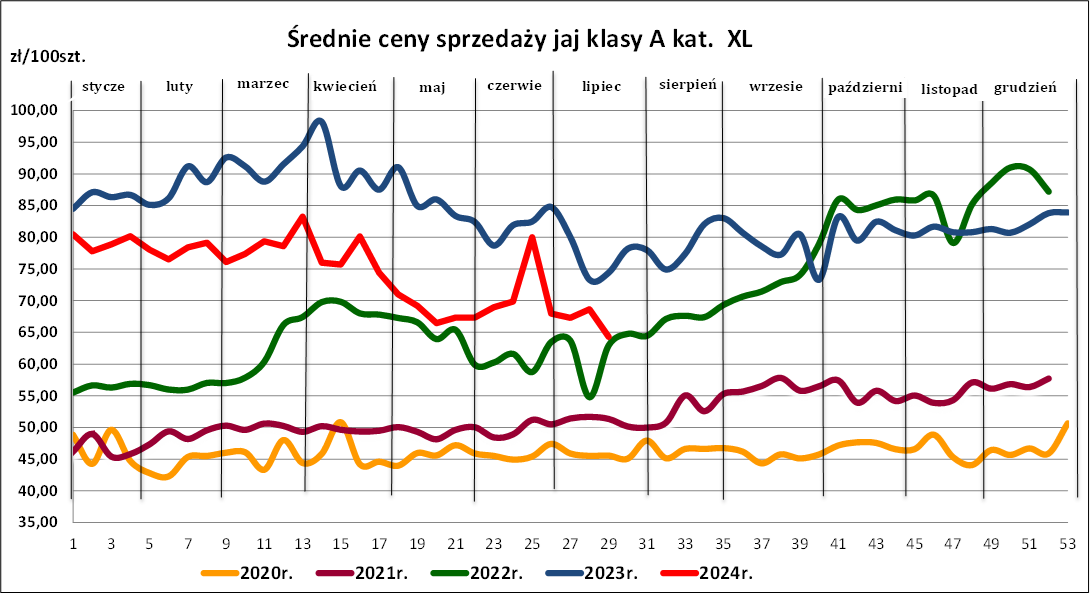 Średnie ceny sprzedaży jaj klasy A kat. XL
zł/100szt.
stycze luty marzec kwiecień maj czerwie lipiec sierpień wrzesie październi listopad grudzień
100,00
95,00
90,00
85,00
80,00
75,00
70,00
65,00
60,00
55,00
50,00
45,00
40,00
35,00
1 3 5 7 9 11 13 15 17 19 21 23 25 27 29 31 33 35 37 39 41 43 45 47 49 51 53
2020r. 2021r. 2022r. 2023r. 2024r.